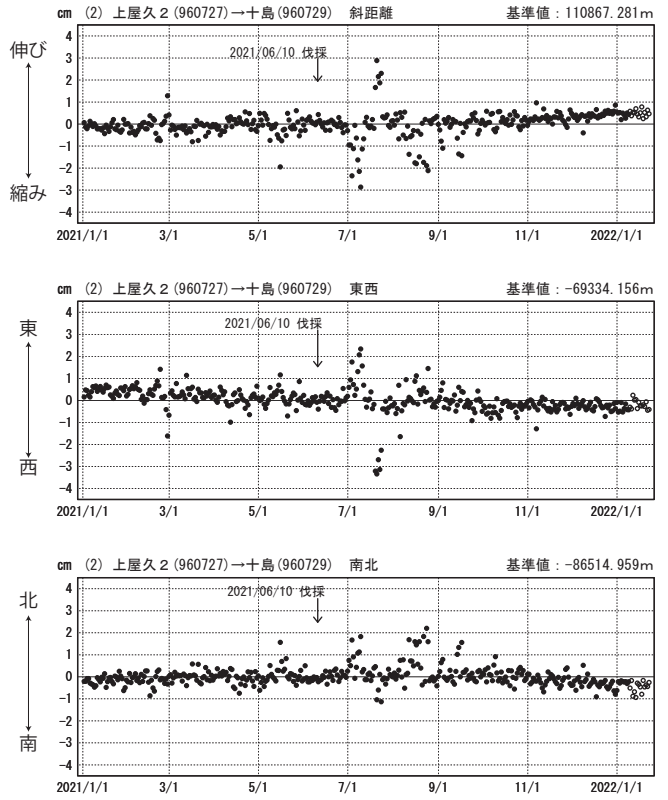 cm (2) 上屋久２(960727)→十島(960729) 斜距離 基準値：110867.281ｍ
伸び
縮み
2021/06/10 伐採
4
3
2
1
0
-1
-2
-3
-4
2021/1/1 3/1 5/1 7/1 9/1 11/1 2022/1/1
cm (2) 上屋久２(960727)→十島(960729) 東西 基準値：-69334.156ｍ
東
西
2021/06/10 伐採
4
3
2
1
0
-1
-2
-3
-4
2021/1/1 3/1 5/1 7/1 9/1 11/1 2022/1/1
cm (2) 上屋久２(960727)→十島(960729) 南北 基準値：-86514.959ｍ
北
南
2021/06/10 伐採
4
3
2
1
0
-1
-2
-3
-4
2021/1/1 3/1 5/1 7/1 9/1 11/1 2022/1/1